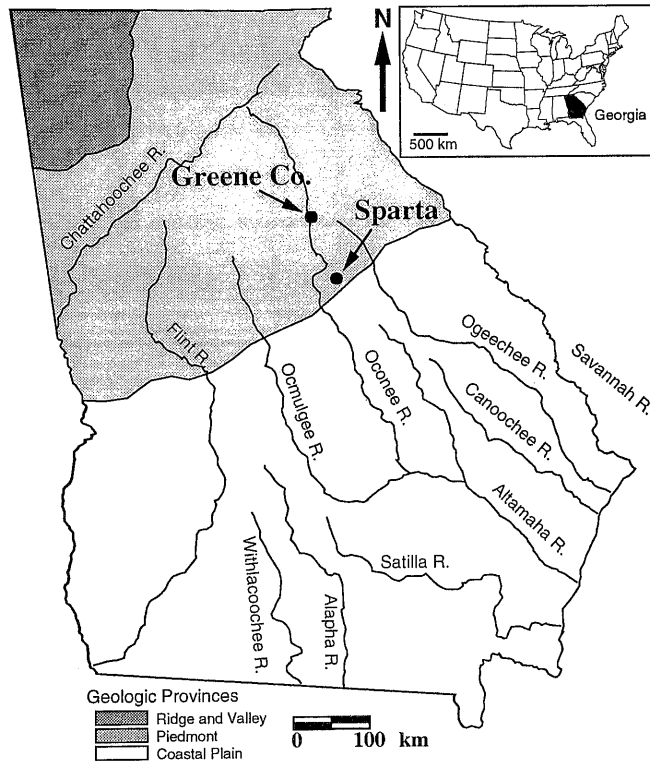 N
Georgia
500 km
Chattahoochee R.
Greene Co.
Sparta
Flint R.
Ocmulgee R.
Oconee R.
Ogeechee R.
Savannah R.
Canoochee R.
Altamaha R.
Satilla R.
Withlacoochee R.
Alapha R.
Geologic Provinces
Ridge and Valley
Piedmont
Coastal Plain
0 100 km